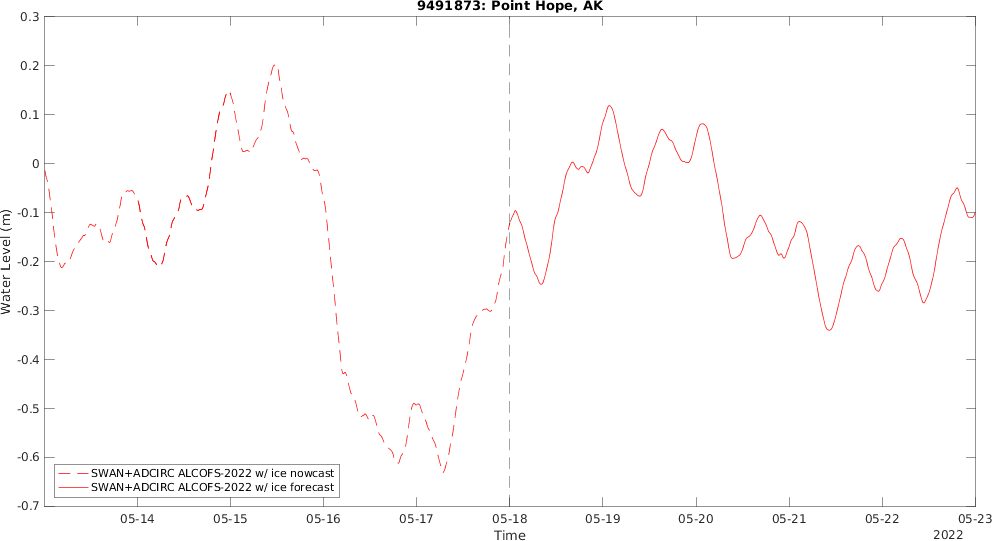 9491873: Point Hope, AK
0.3
0.2
0.1
0
-0.1
-0.2
-0.3
-0.4
-0.5
-0.6
-0.7
Water Level (m)
SWAN+ADCIRC ALCOFS-2022 w/ ice nowcast
SWAN+ADCIRC ALCOFS-2022 w/ ice forecast
05-14 05-15 05-16 05-17 05-18 05-19 05-20 05-21 05-22 05-23
Time
2022